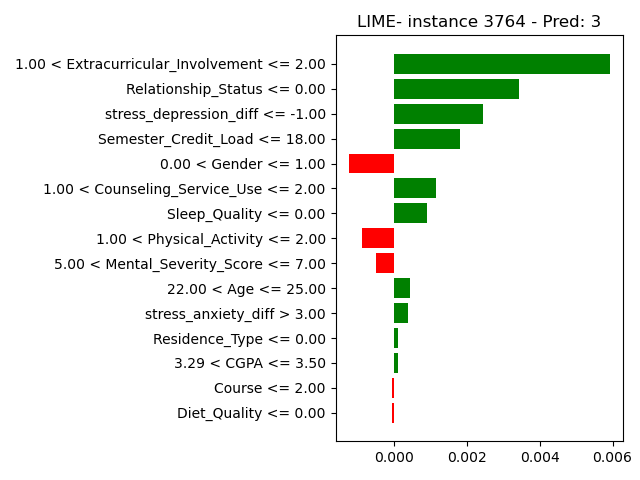 LIME- instance 3764 - Pred: 3
1.00 < Extracurricular_Involvement <= 2.00
Relationship_Status <= 0.00
stress_depression_diff <= -1.00
Semester_Credit_Load <= 18.00
0.00 < Gender <= 1.00
1.00 < Counseling_Service_Use <= 2.00
Sleep_Quality <= 0.00
1.00 < Physical_Activity <= 2.00
5.00 < Mental_Severity_Score <= 7.00
22.00 < Age <= 25.00
stress_anxiety_diff > 3.00
Residence_Type <= 0.00
3.29 < CGPA <= 3.50
Course <= 2.00
Diet_Quality <= 0.00
0.000 0.002 0.004 0.006